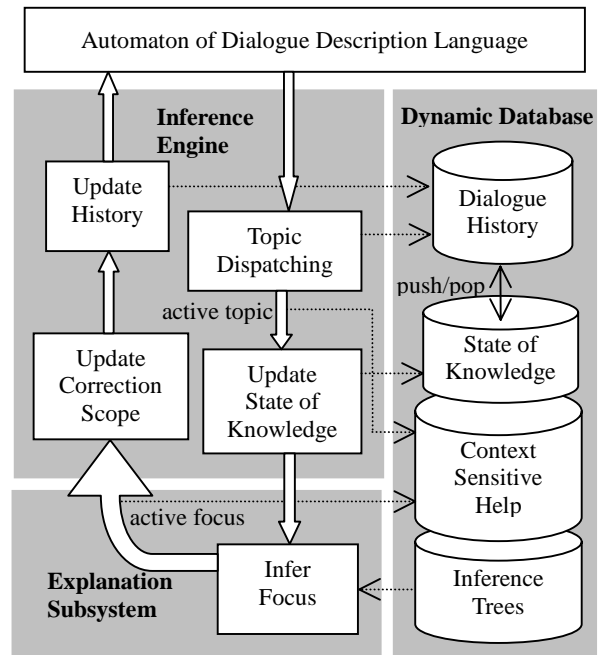 Automaton of Dialogue Description Language
Inference
Engine
Dynamic Database
Update
History
Dialogue
History
Topic
Dispatching
push/pop
active topic
State of
Knowledge
Update
Correction
Scope
Update
State of
Knowledge
Context
Sensitive
Help
active focus
Explanation
Subsystem
Infer
Focus
Inference
Trees